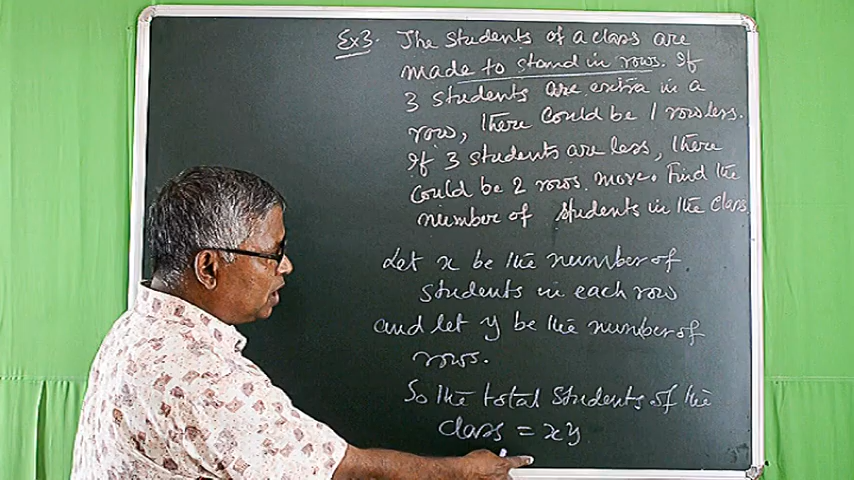 Ex3. The students of a class are
made to stand in rows. If
3 students are extra in a
row, there could be 1 row less.
If 3 students are less, there
could be 2 rows more. Find the
number of students in the class.
Let x be the number of
students in each row
and let y be the number of
rows.
So the total students of the
class = xy